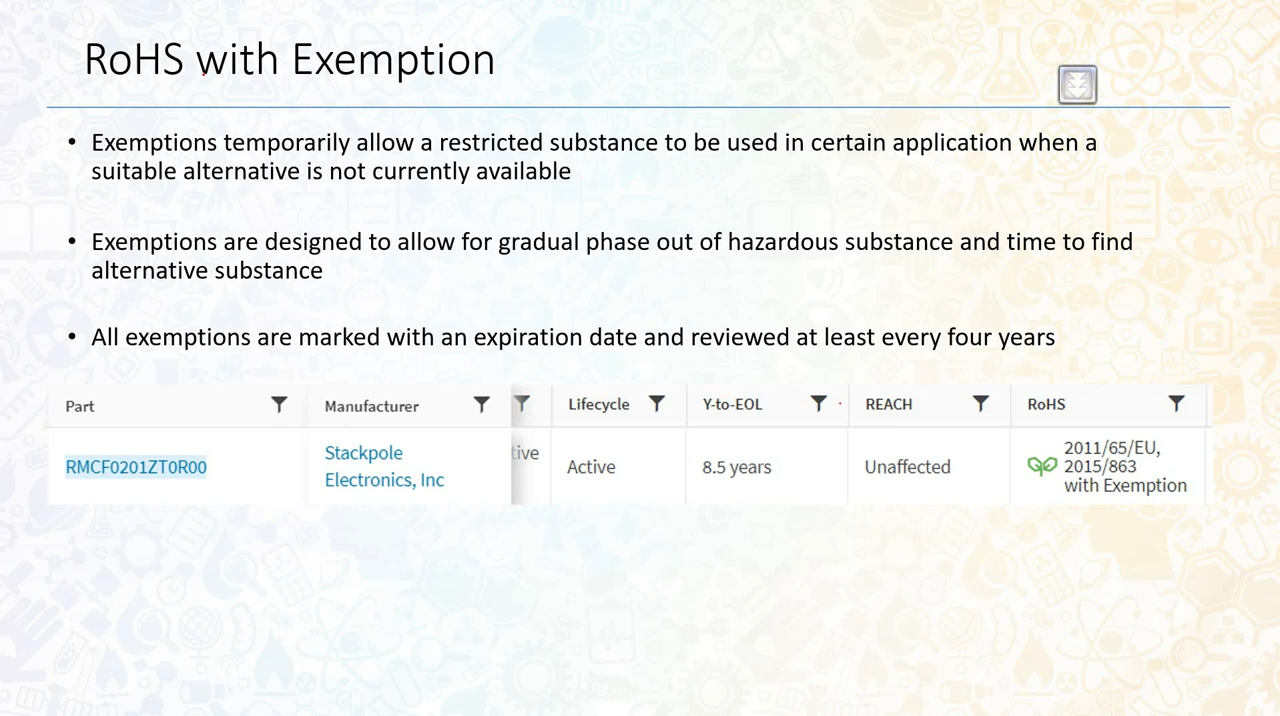 RoHS with Exemption
• Exemptions temporarily allow a restricted substance to be used in certain application when a
suitable alternative is not currently available
• Exemptions are designed to allow for gradual phase out of hazardous substance and time to find
alternative substance
• All exemptions are marked with an expiration date and reviewed at least every four years
Part Manufacturer Lifecycle Y-to-EOL REACH RoHS
RMCF0201ZT0R00
Stackpole
Electronics, Inc
tive
Active
8.5 years
Unaffected
2011/65/EU,
2015/863
with Exemption